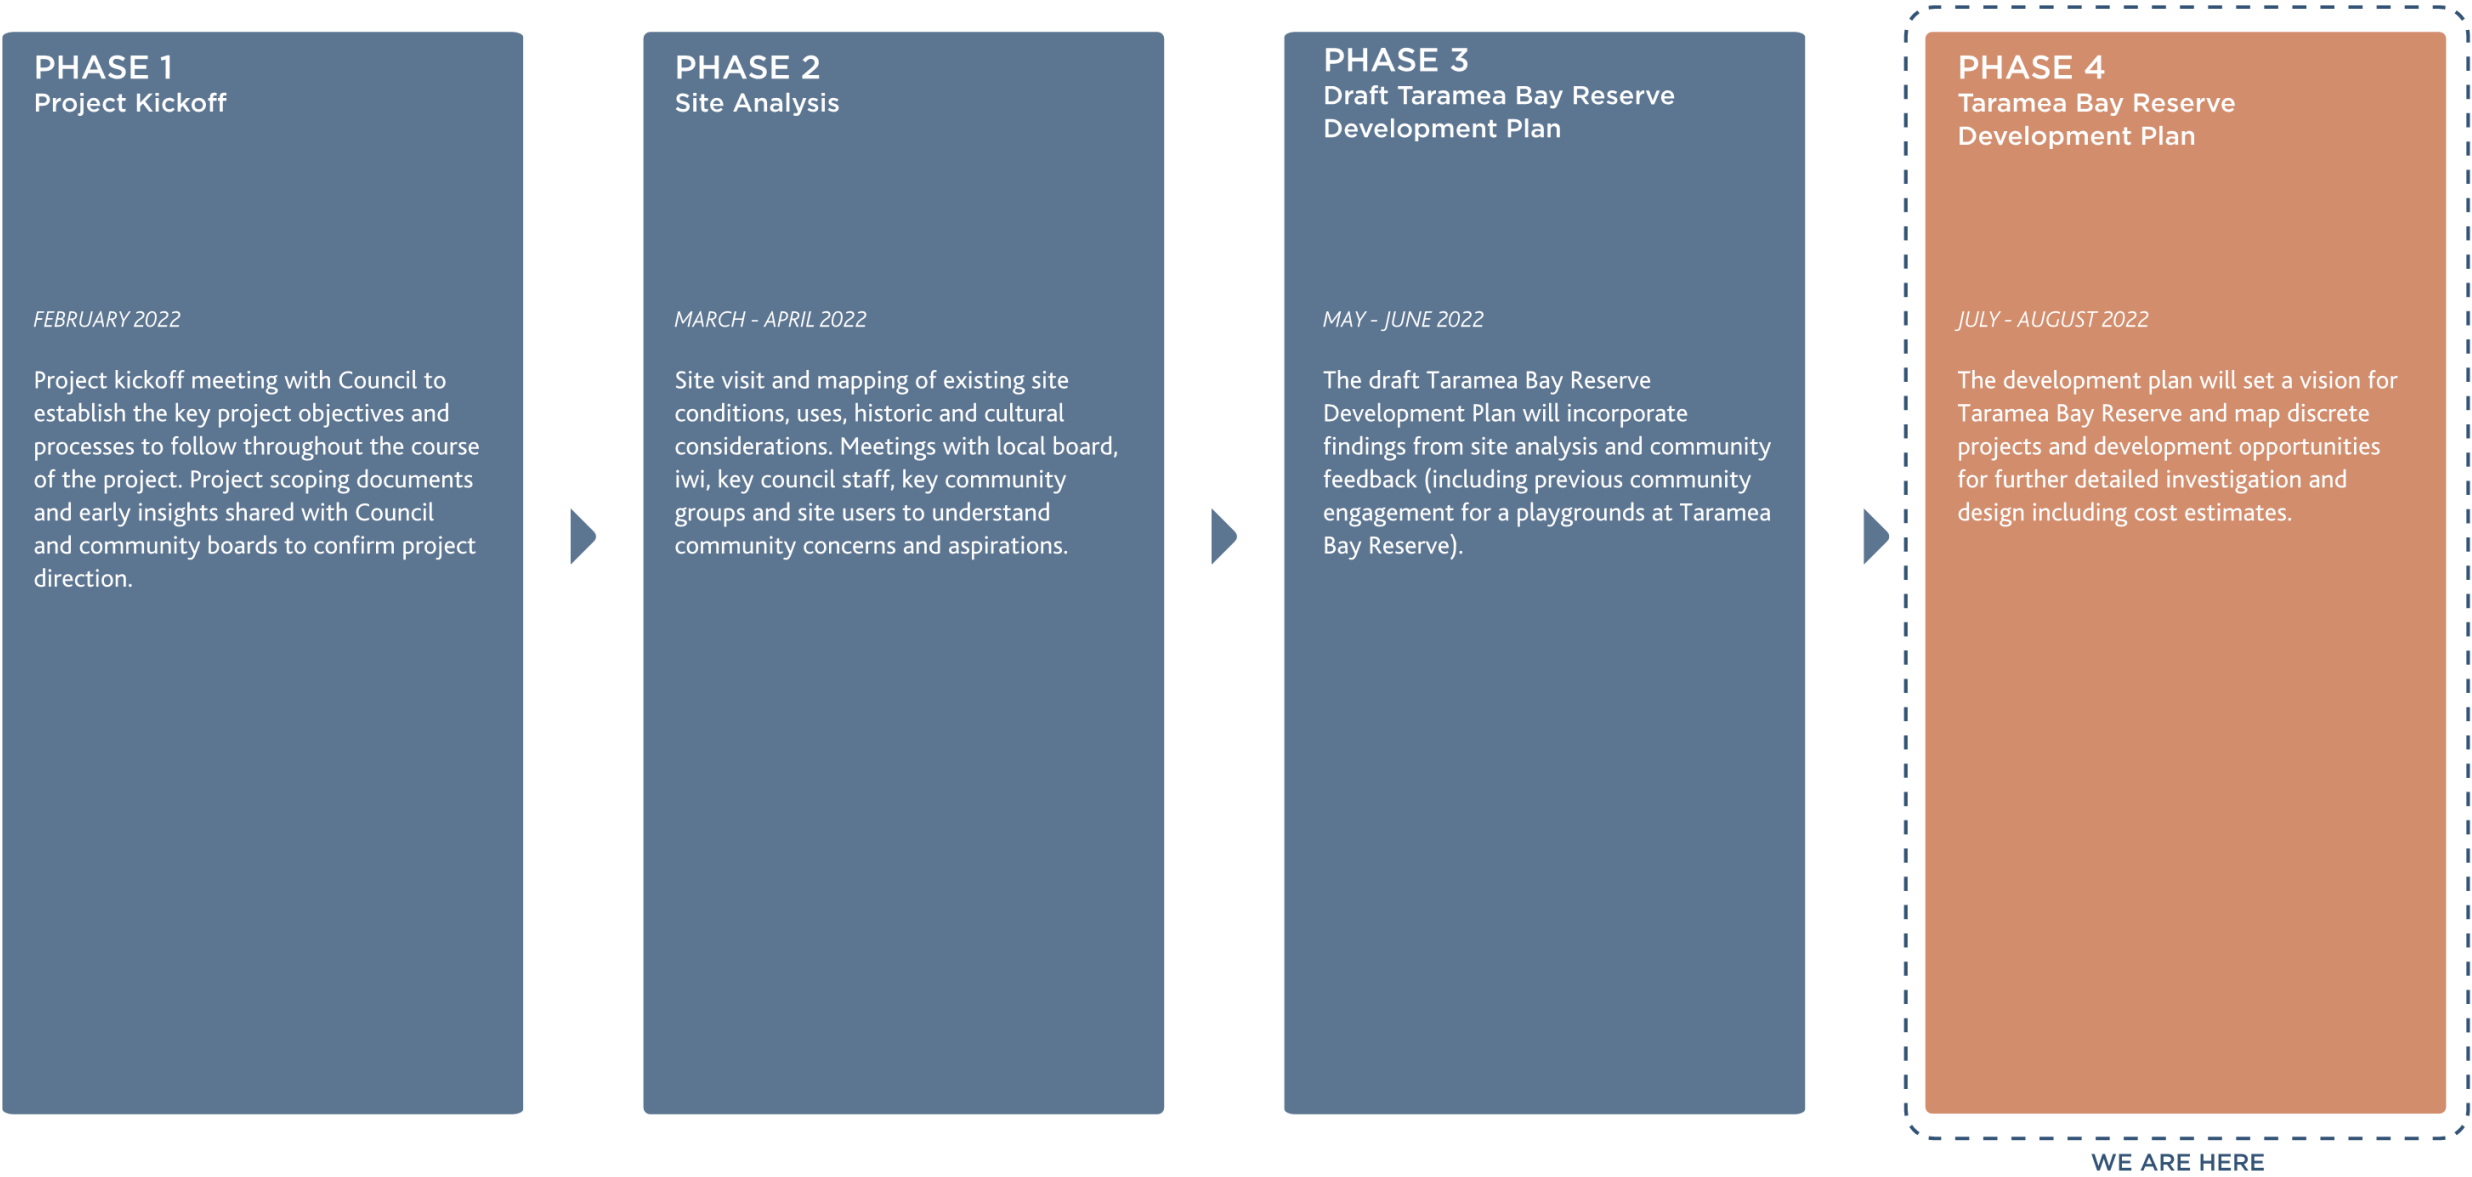 PHASE 1
Project Kickoff
FEBRUARY 2022
Project kickoff meeting with Council to
establish the key project objectives and
processes to follow throughout the course
of the project. Project scoping documents
and early insights shared with Council
and community boards to confirm project
direction.
PHASE 2
Site Analysis
MARCH - APRIL 2022
Site visit and mapping of existing site
conditions, uses, historic and cultural
considerations. Meetings with local board,
iwi, key council staff, key community
groups and site users to understand
community concerns and aspirations.
PHASE 3
Draft Taramea Bay Reserve
Development Plan
MAY - JUNE 2022
The draft Taramea Bay Reserve
Development Plan will incorporate
findings from site analysis and community
feedback (including previous community
engagement for a playgrounds at Taramea
Bay Reserve).
PHASE 4
Taramea Bay Reserve
Development Plan
JULY - AUGUST 2022
The development plan will set a vision for
Taramea Bay Reserve and map discrete
projects and development opportunities
for further detailed investigation and
design including cost estimates.
WE ARE HERE